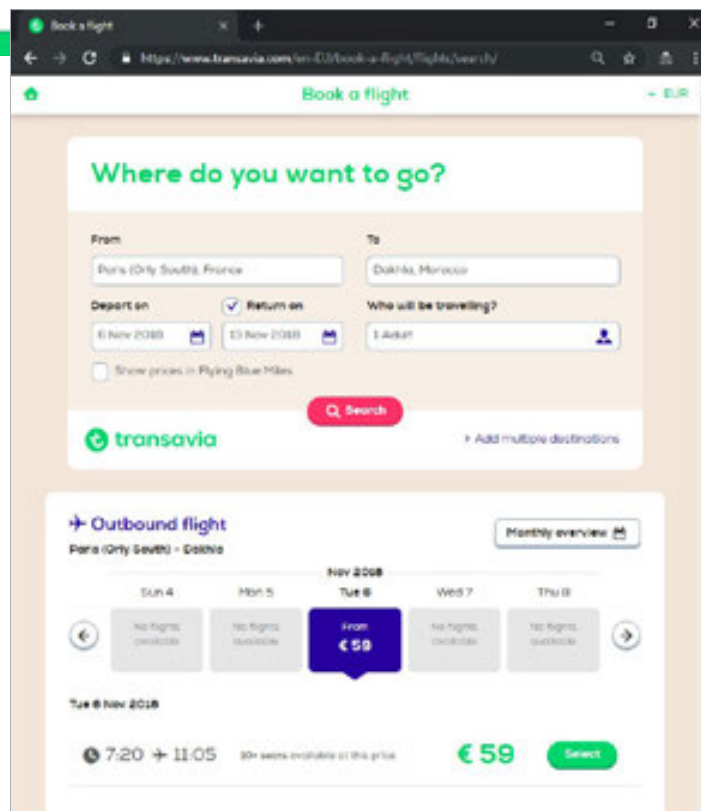 Book a flight
https://www.transavia.com/en-EU/book-a-flight/flights/search/
Book a flight
EUR
Where do you want to go?
From To
Paris (Orly South), France Dakhla, Morocco
Depart on Return on Who will be travelling?
6 Nov 2018 13 Nov 2018 1 Adult
Show prices in Flying Blue Miles
Search
transavia
Add multiple destinations
Outbound flight
Monthly overview
Paris (Orly South) - Dakhla
Nov 2018
Sun 4 Mon 5 Tue 6 Wed 7 Thu 8
No flights available No flights available From € 59 No flights available No flights available
Tue 6 Nov 2018
7:20 11:05 10+ seats available at this price € 59 Select